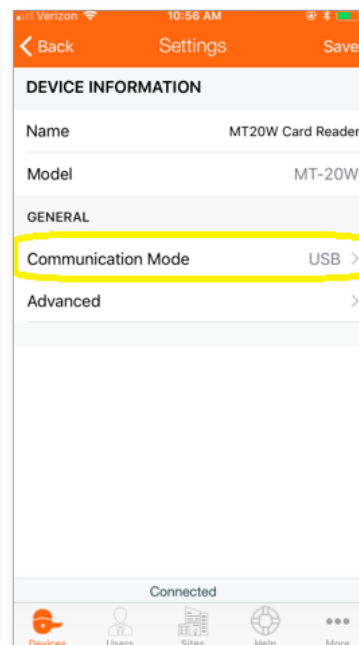 Verizon 10:56 AM
Back Settings Save
DEVICE INFORMATION
Name MT20W Card Reader
Model MT-20W
GENERAL
Communication Mode USB
Advanced
Connected
Devices Users Sites Help More